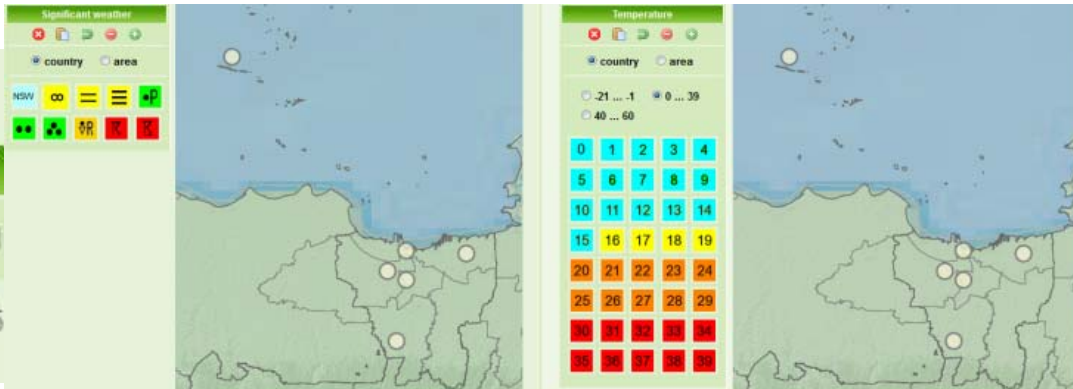 Significant weather
country area
NSW ∞ = ≡ •P
R
Temperature
country area
-21 ... -1 0 ... 39
40 ... 60
0 1 2 3 4
5 6 7 8 9
10 11 12 13 14
15 16 17 18 19
20 21 22 23 24
25 26 27 28 29
30 31 32 33 34
35 36 37 38 39